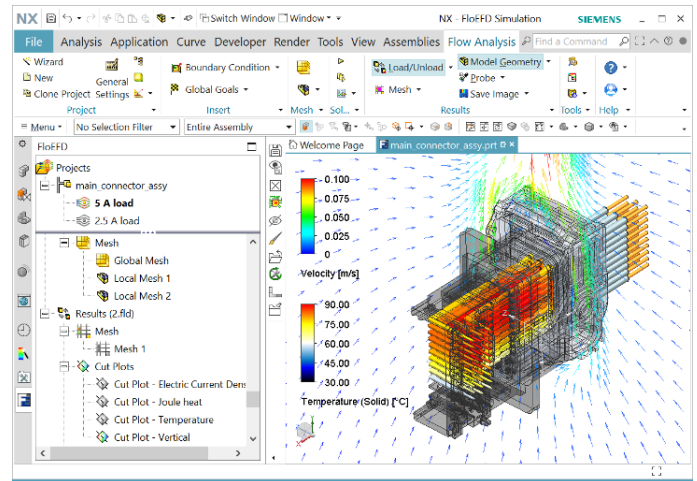 NX Switch Window Window NX - FloEFD Simulation SIEMENS
File Analysis Application Curve Developer Render Tools View Assemblies Flow Analysis Find a Command
Wizard
New
Clone Project
General
Settings
Project
Boundary Condition
Global Goals
Insert
Mesh
Sol...
Load/Unload
Mesh
Model Geometry
Probe
Save Image
Results
Tools
Help
Menu No Selection Filter Entire Assembly
FloEFD
Projects
main_connector_assy
5 A load
2.5 A load
Mesh
Global Mesh
Local Mesh 1
Local Mesh 2
Results (2.fld)
Mesh
Mesh 1
Cut Plots
Cut Plot - Electric Current Dens
Cut Plot - Joule heat
Cut Plot - Temperature
Cut Plot - Vertical
Welcome Page main_connector_assy.prt
0.100
0.075
0.050
0.025
0
Velocity [m/s]
90.00
75.00
60.00
45.00
30.00
Temperature (Solid) [°C]
Z
X